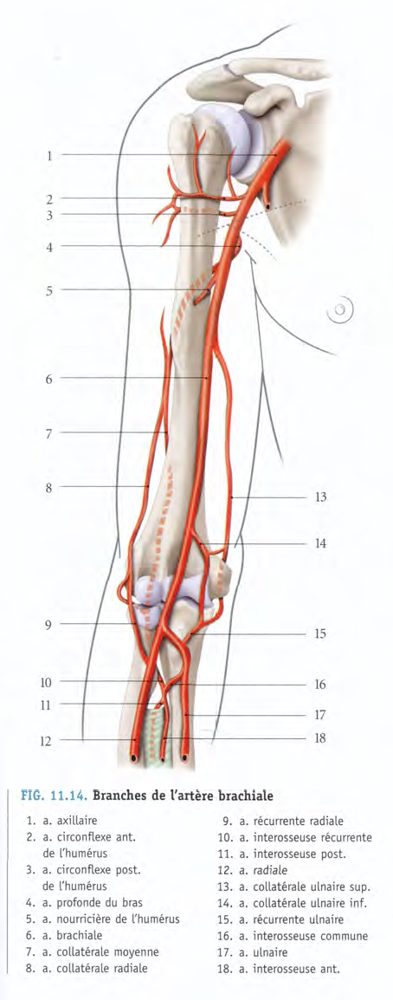 1
2
3
4
5
6
7
8
9
10
11
12
13
14
15
16
17
18
FIG. 11.14. Branches de l'artère brachiale
1. a. axillaire
2. a. circonflexe ant.
de l'humérus
3. a. circonflexe post.
de l'humérus
4. a. profonde du bras
5. a. nourricière de l'humérus
6. a. brachiale
7. a. collatérale moyenne
8. a. collatérale radiale
9. a. récurrente radiale
10. a. interosseuse récurrente
11. a. interosseuse post.
12. a. radiale
13. a. collatérale ulnaire sup.
14. a. collatérale ulnaire inf.
15. a. récurrente ulnaire
16. a. interosseuse commune
17. a. ulnaire
18. a. interosseuse ant.